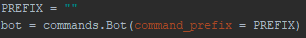 PREFIX = ""
bot = commands.Bot(command_prefix = PREFIX)